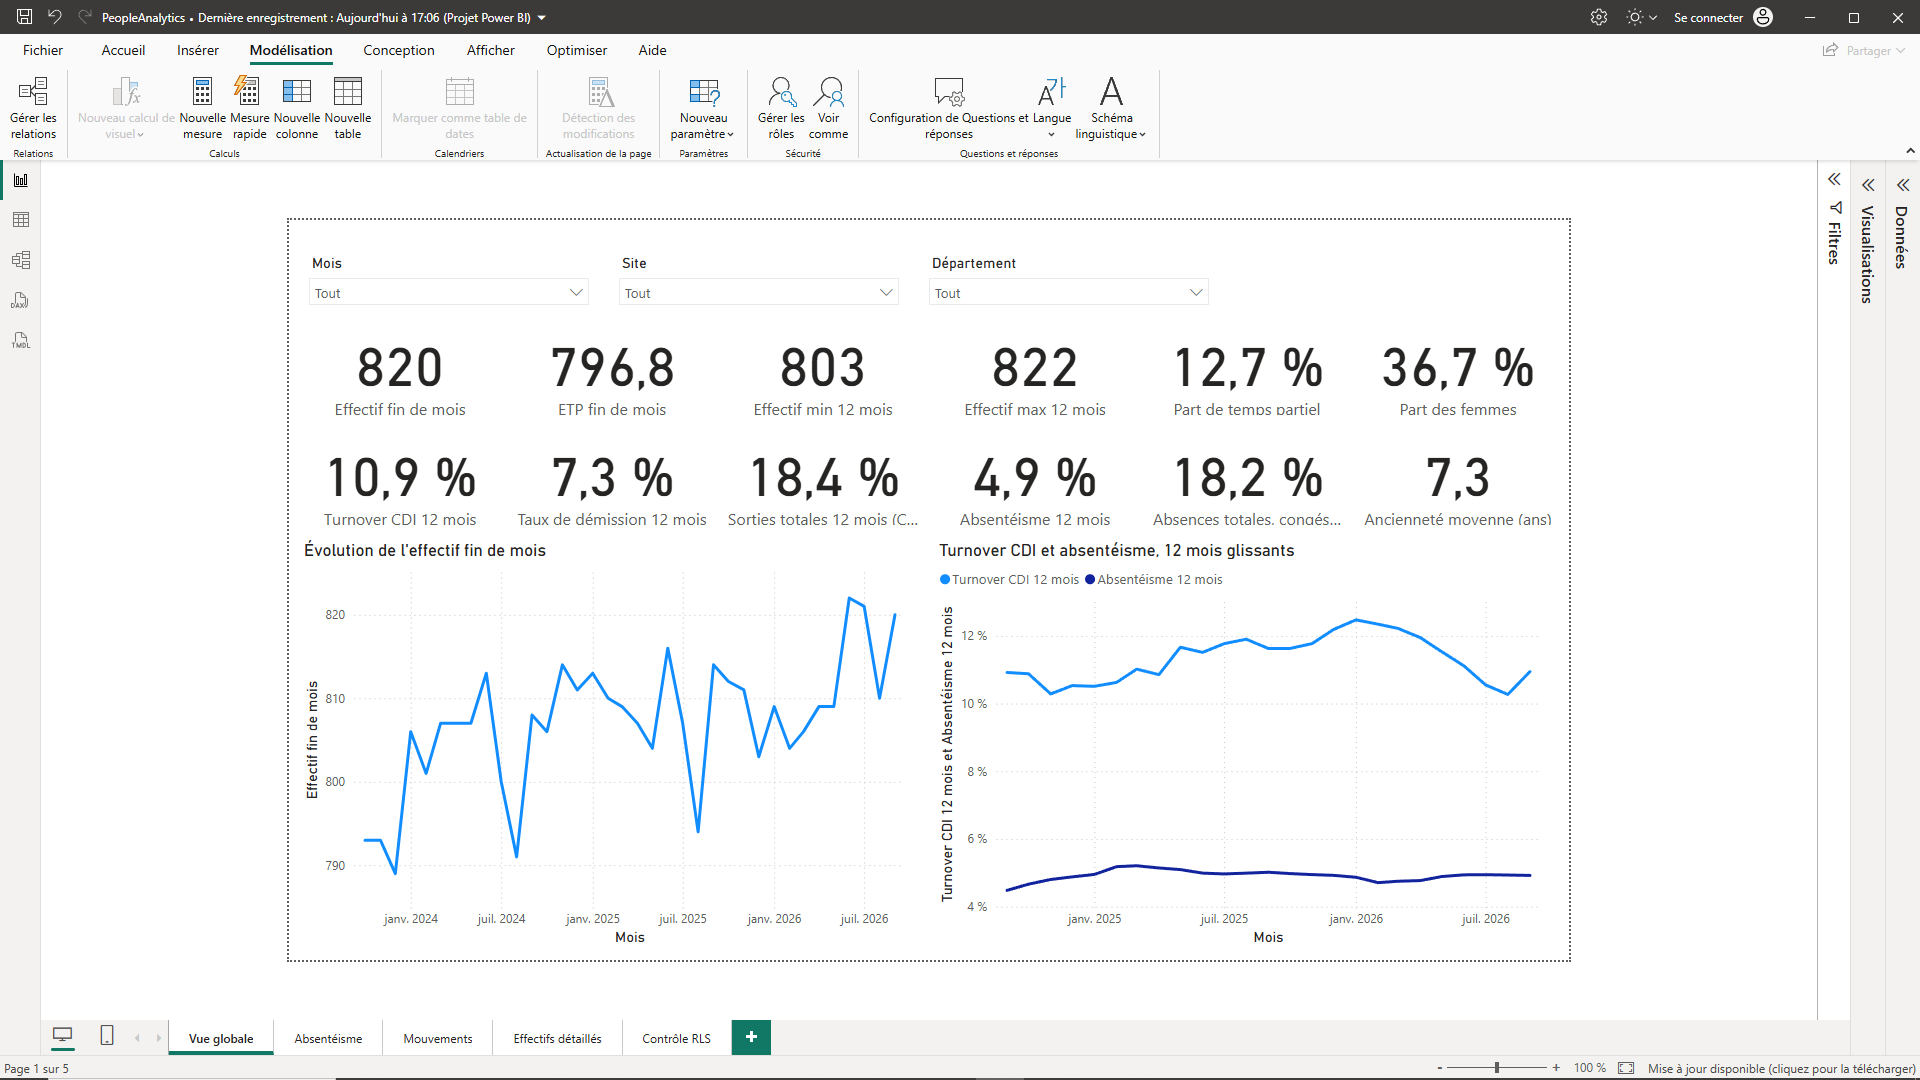 PeopleAnalytics • Dernière enregistrement : Aujourd'hui à 17:06 (Projet Power BI)
Se connecter
Fichier
Accueil
Insérer
Modélisation
Conception
Afficher
Optimiser
Aide
Partager
Gérer les relations
Nouveau calcul de visuel
Nouvelle mesure
Mesure rapide
Nouvelle colonne
Nouvelle table
Marquer comme table de dates
Détection des modifications
Nouveau paramètre
Gérer les rôles
Voir comme
Configuration de Questions et réponses
Langue
Schéma linguistique
Relations
Calculs
Calendriers
Actualisation de la page
Paramètres
Sécurité
Questions et réponses
DAX
TMDL
Filtres
Visualisations
Données
Mois
Tout
Site
Tout
Département
Tout
820
Effectif fin de mois
796,8
ETP fin de mois
803
Effectif min 12 mois
822
Effectif max 12 mois
12,7 %
Part de temps partiel
36,7 %
Part des femmes
10,9 %
Turnover CDI 12 mois
7,3 %
Taux de démission 12 mois
18,4 %
Sorties totales 12 mois (C...
4,9 %
Absentéisme 12 mois
18,2 %
Absences totales, congés...
7,3
Ancienneté moyenne (ans)
Évolution de l'effectif fin de mois
Effectif fin de mois
820
810
800
790
janv. 2024
juil. 2024
janv. 2025
juil. 2025
janv. 2026
juil. 2026
Mois
Turnover CDI et absentéisme, 12 mois glissants
Turnover CDI 12 mois
Absentéisme 12 mois
Turnover CDI 12 mois et Absentéisme 12 mois
12 %
10 %
8 %
6 %
4 %
janv. 2025
juil. 2025
janv. 2026
juil. 2026
Mois
Vue globale
Absentéisme
Mouvements
Effectifs détaillés
Contrôle RLS
+
Page 1 sur 5
- +
100 %
Mise à jour disponible (cliquez pour la télécharger)